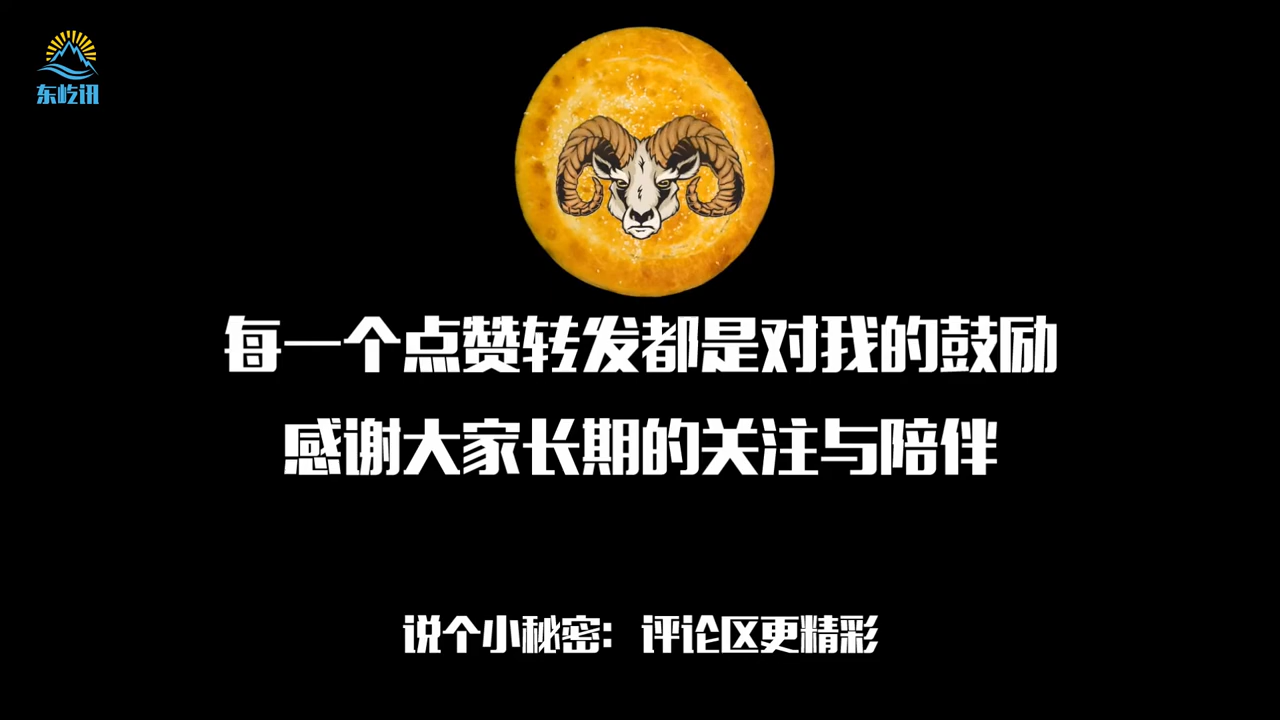 东屹讯
每一个点赞转发都是对我的鼓励
感谢大家长期的关注与陪伴
说个小秘密：评论区更精彩